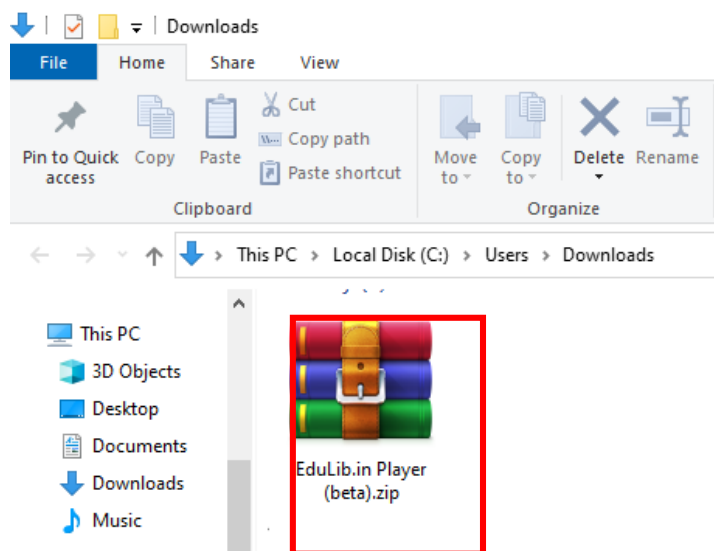 Downloads
File Home Share View
Pin to Quick access
Copy
Paste
Cut
Copy path
Paste shortcut
Move to
Copy to
Delete
Rename
Clipboard
Organize
This PC > Local Disk (C:) > Users > Downloads
This PC
3D Objects
Desktop
Documents
Downloads
Music
EduLib.in Player
(beta).zip